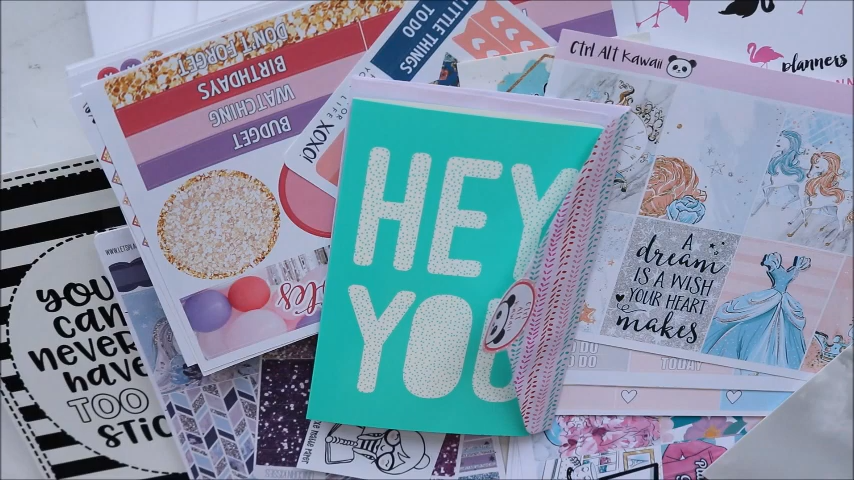 DON'T FORGET!
BIRTHDAYS
WATCHING
BUDGET
LITTLE THINGS
TODO
XOXO!
Ctrl Alt Kawaii
planners
HEY
YOU
A
dream
IS A WISH
YOUR HEART
makes
TODAY
you
can
never
have
TOO
STIC